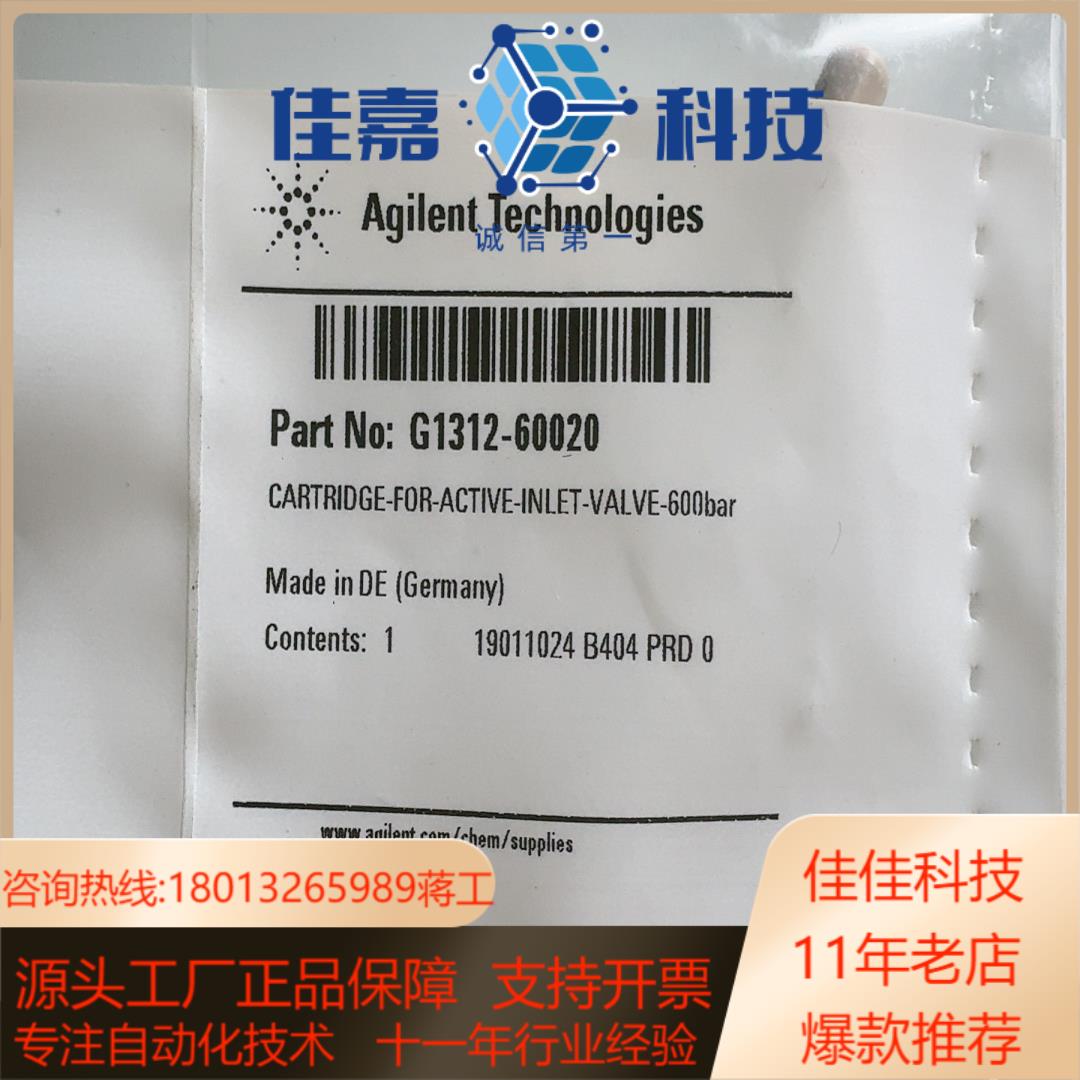 佳嘉 科技
Agilent Technologies
诚信第一
Part No: G1312-60020
CARTRIDGE-FOR-ACTIVE-INLET-VALVE-600bar
Made in DE (Germany)
Contents: 1 19011024 B404 PRD 0
www.agilent.com/chem/supplies
咨询热线:18013265989蒋工
源头工厂正品保障 支持开票
专注自动化技术 十一年行业经验
佳佳科技
11年老店
爆款推荐